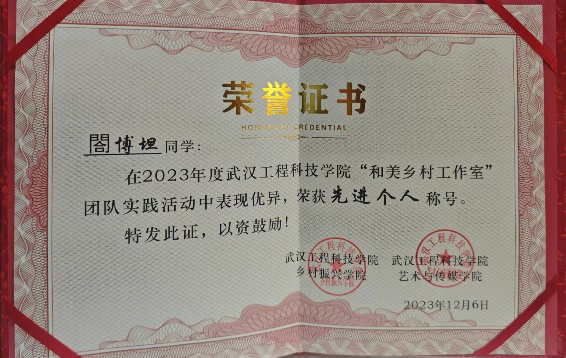 荣誉证书
HONORARY CREDENTIAL
閤博坦同学:
在2023年度武汉工程科技学院“和美乡村工作室”
团队实践活动中表现优异，荣获先进个人称号。
特发此证，以资鼓励！
武汉工程科技学院 武汉工程科技学院
乡村振兴学院 艺术与传媒学院
2023年12月6日